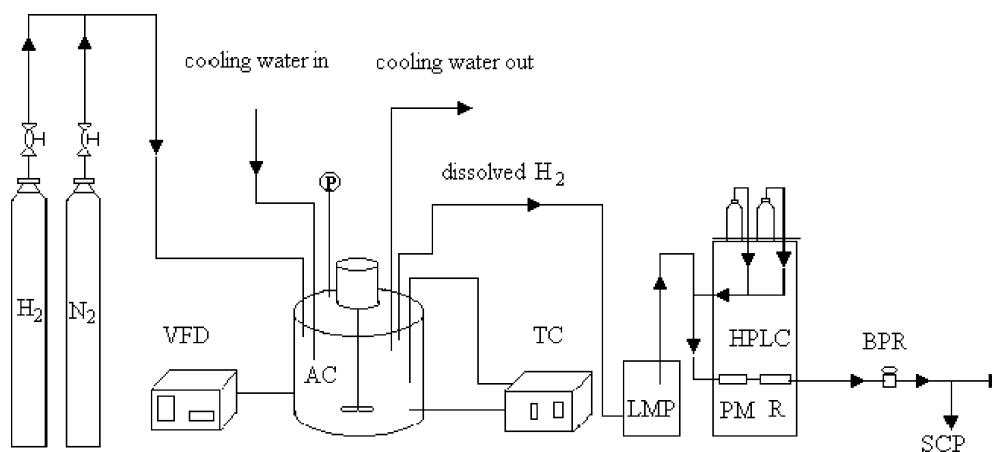 cooling water in
cooling water out
P
dissolved H2
H2
N2
VFD
AC
TC
LMP
HPLC
PM
R
BPR
SCP